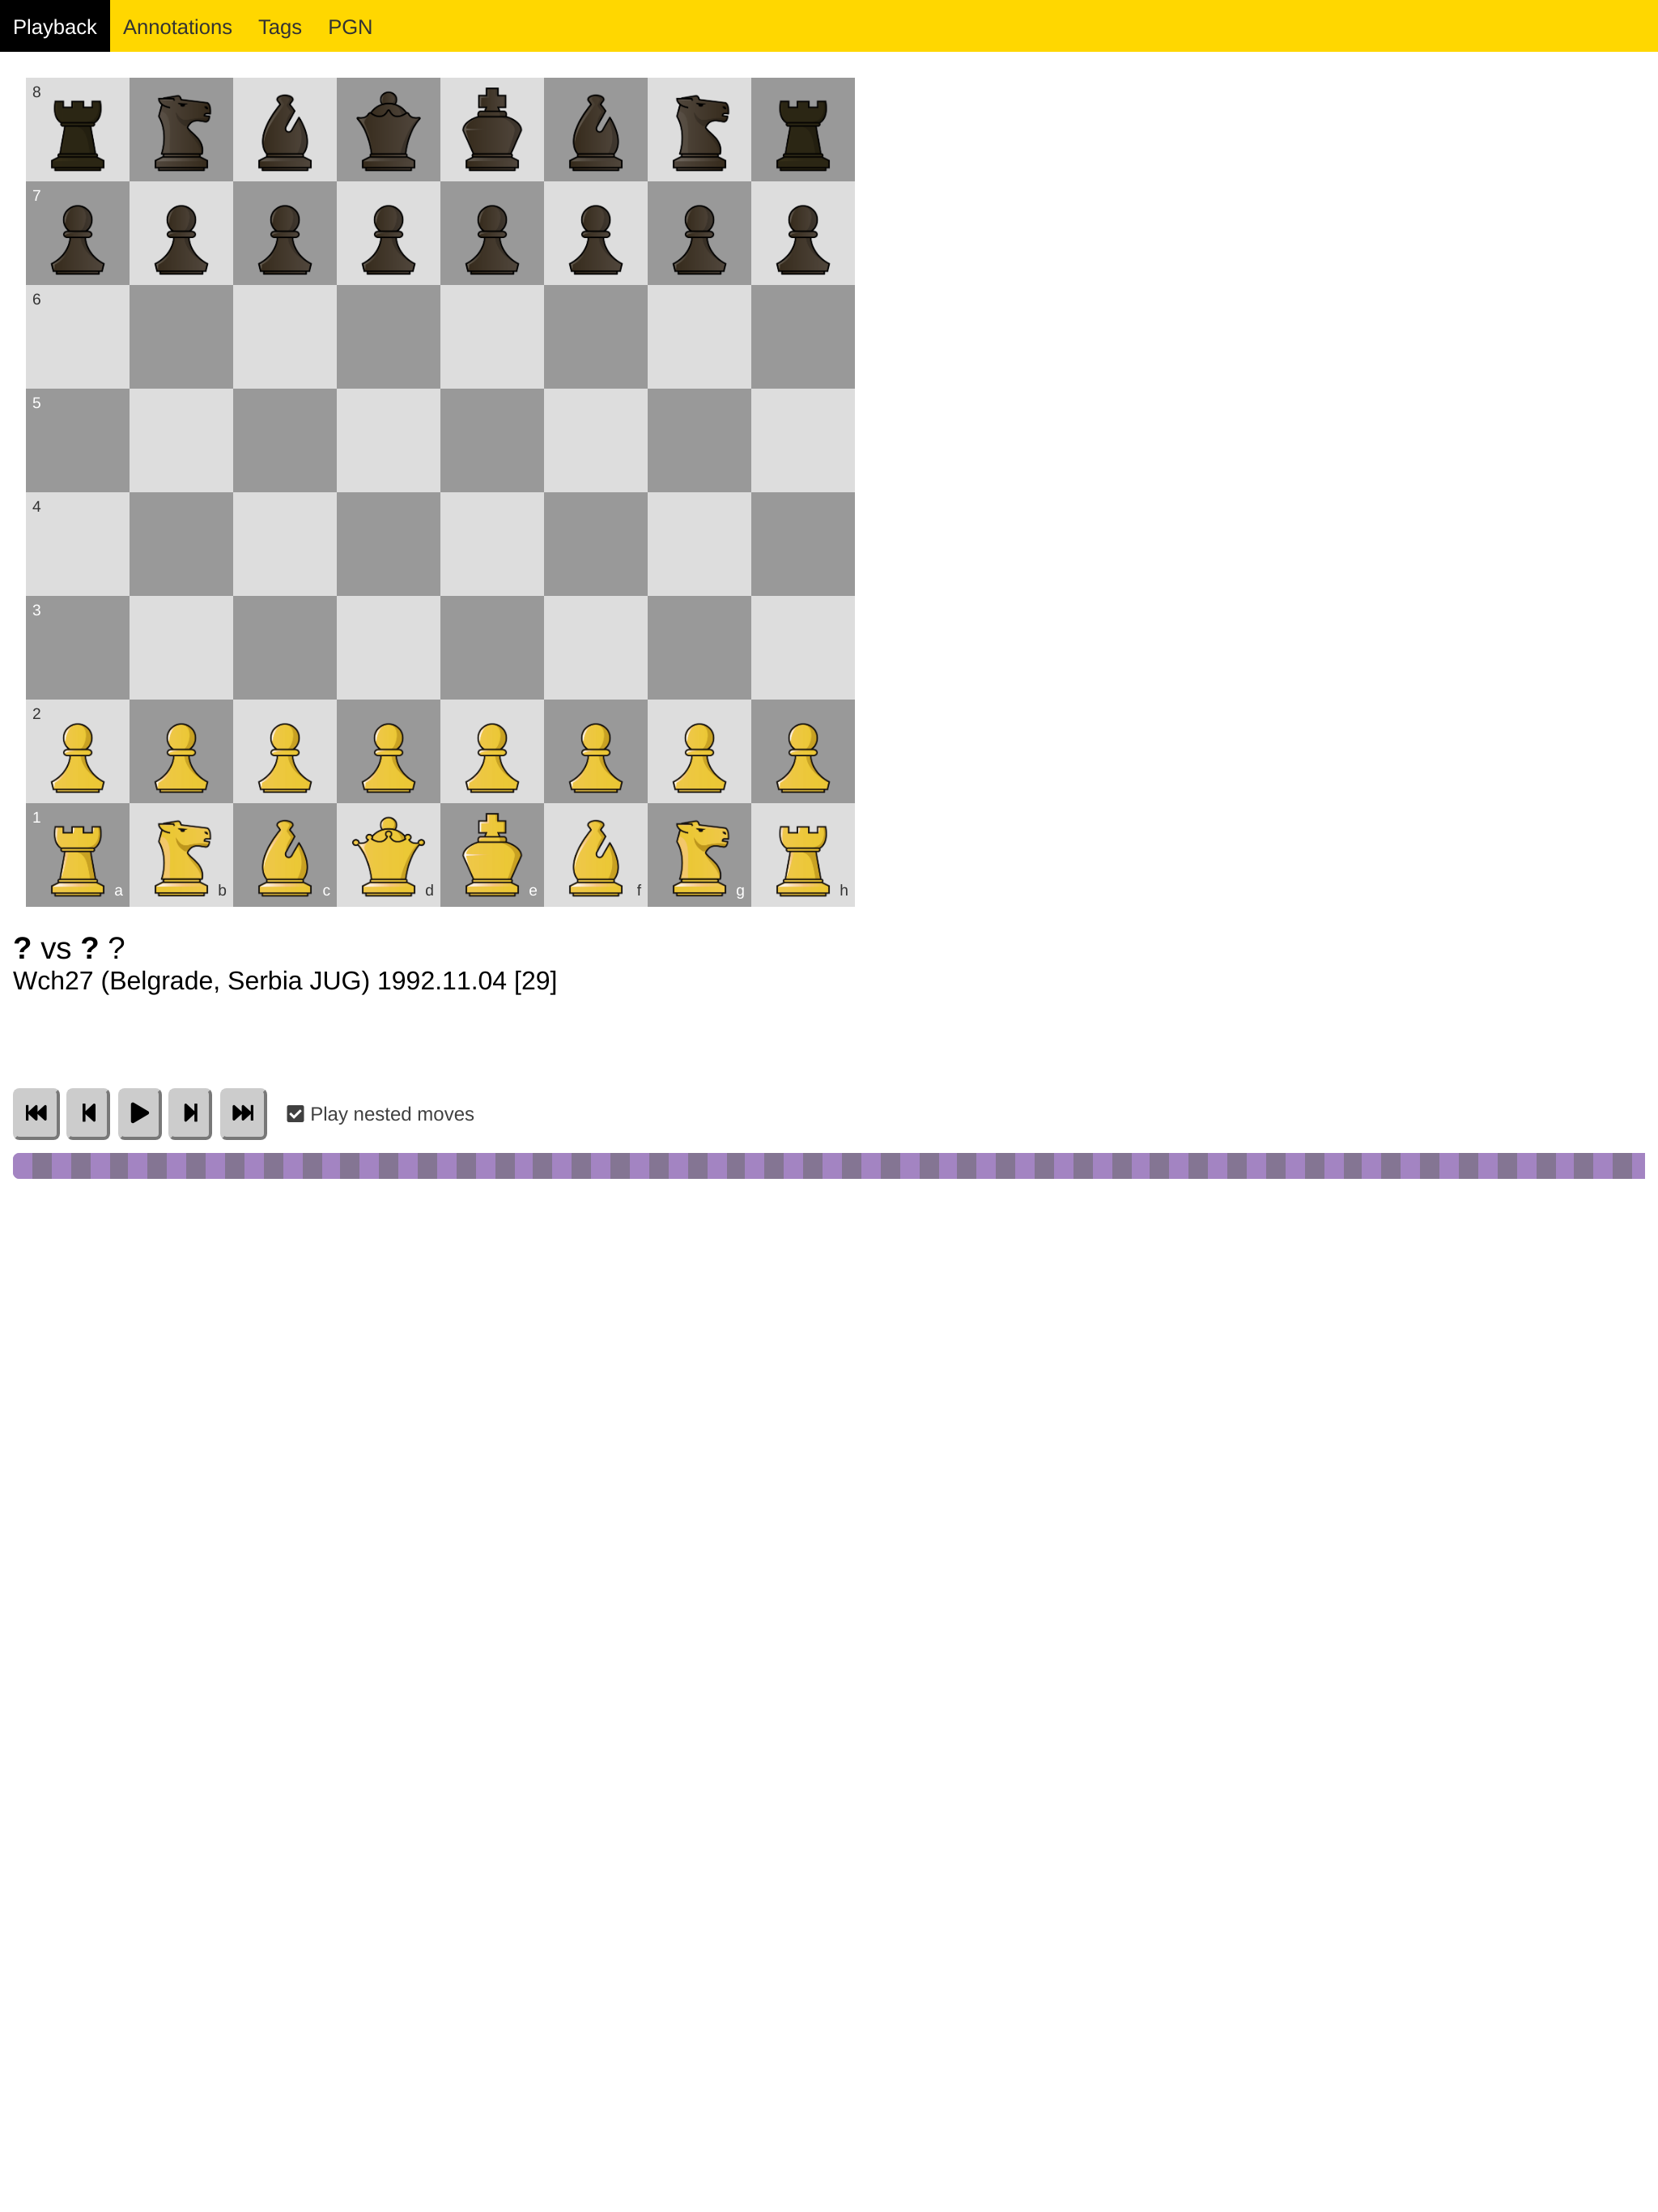 Playback Annotations Tags PGN
8
7
6
5
4
3
2
1
a b c d e f g h
? vs ? ?
Wch27 (Belgrade, Serbia JUG) 1992.11.04 [29]
Play nested moves